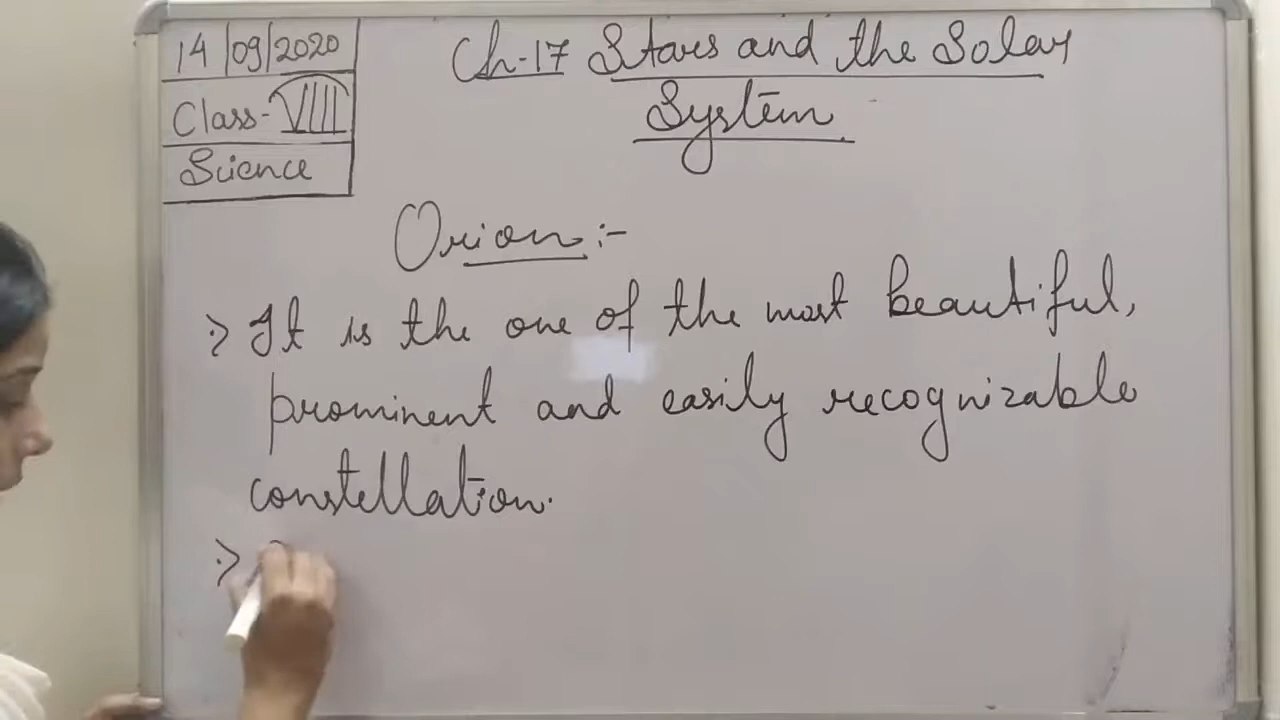 14/09/2020
Class-VIII
Science
Ch-17 Stars and the Solar
System
Orion:-
⇒ It is the one of the most beautiful,
prominent and easily recognizable
constellation.
⇒